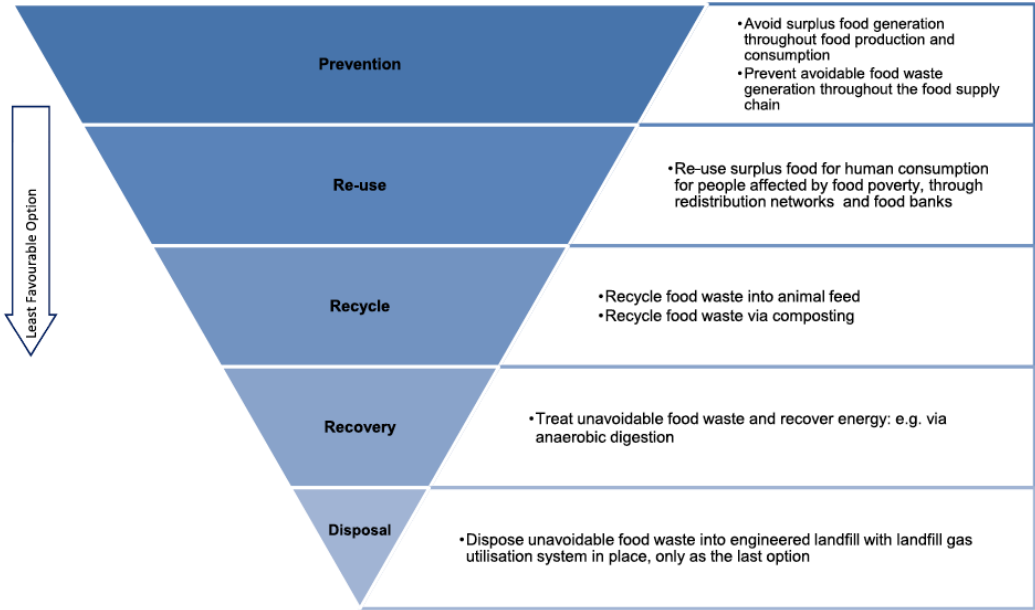 Prevention
•Avoid surplus food generation
throughout food production and
consumption
•Prevent avoidable food waste
generation throughout the food supply
chain
Least Favourable Option
Re-use
•Re-use surplus food for human consumption
for people affected by food poverty, through
redistribution networks and food banks
Recycle
•Recycle food waste into animal feed
•Recycle food waste via composting
Recovery
•Treat unavoidable food waste and recover energy: e.g. via
anaerobic digestion
Disposal
•Dispose unavoidable food waste into engineered landfill with landfill gas
utilisation system in place, only as the last option